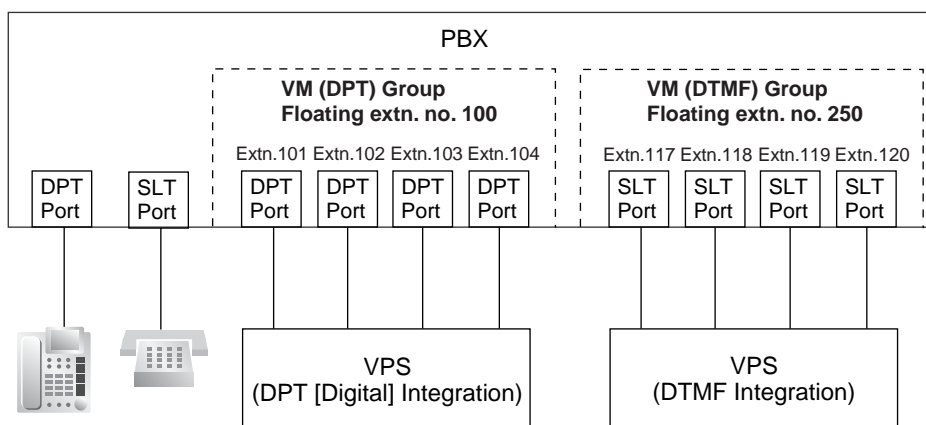 PBX
VM (DPT) Group
Floating extn. no. 100
VM (DTMF) Group
Floating extn. no. 250
Extn.101 Extn.102 Extn.103 Extn.104
Extn.117 Extn.118 Extn.119 Extn.120
DPT
Port
SLT
Port
DPT
Port
DPT
Port
DPT
Port
DPT
Port
SLT
Port
SLT
Port
SLT
Port
SLT
Port
VPS
(DPT [Digital] Integration)
VPS
(DTMF Integration)